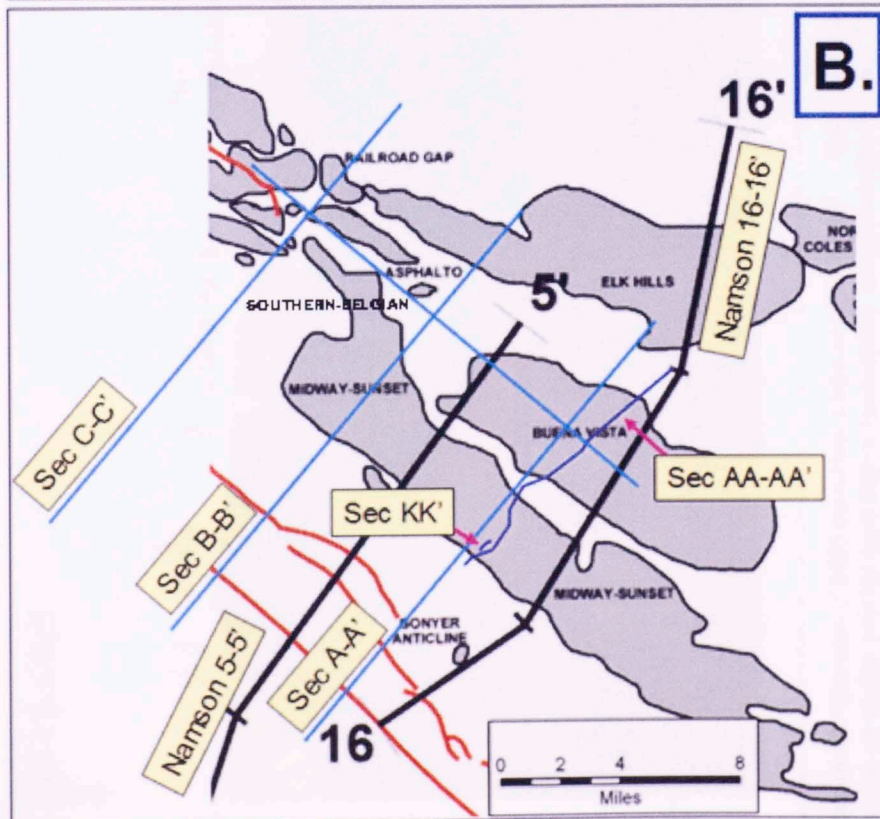 B.
16'
Namson 16-16'
RAILROAD GAP
NOR
COLES
ASPHALTO
ELK HILLS
5'
SOUTHERN-BELGIAN
MIDWAY-SUNSET
Sec C-C'
BUENA VISTA
Sec AA-AA'
Sec KK'
Sec B-B'
MIDWAY-SUNSET
Sec A-A'
Namson 5-5'
16
0 2 4 8
Miles
ANTICLINE